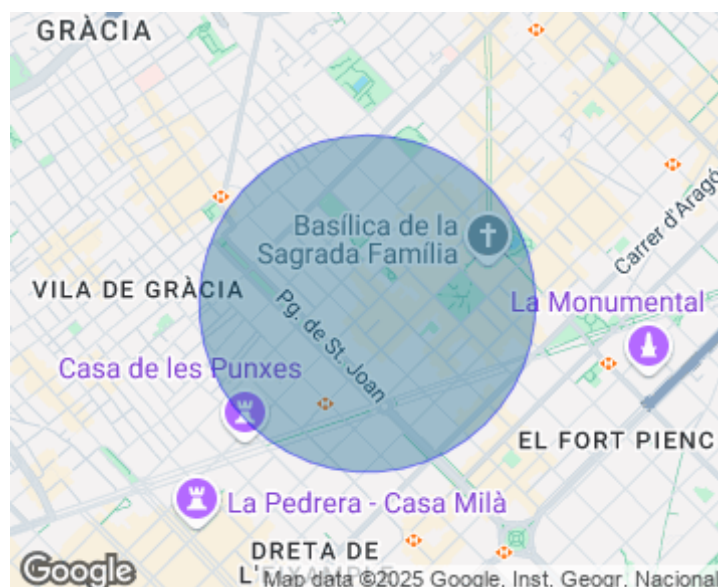 GRÀCIA
Basílica de la
Sagrada Família
Carrer d'Aragó
VILA DE GRÀCIA
La Monumental
Pg. de St. Joan
Casa de les Punxes
EL FORT PIENC
La Pedrera - Casa Milà
DRETA DE
L'EIXAMPLE
Google
Map data ©2025 Google, Inst. Geogr. Nacional